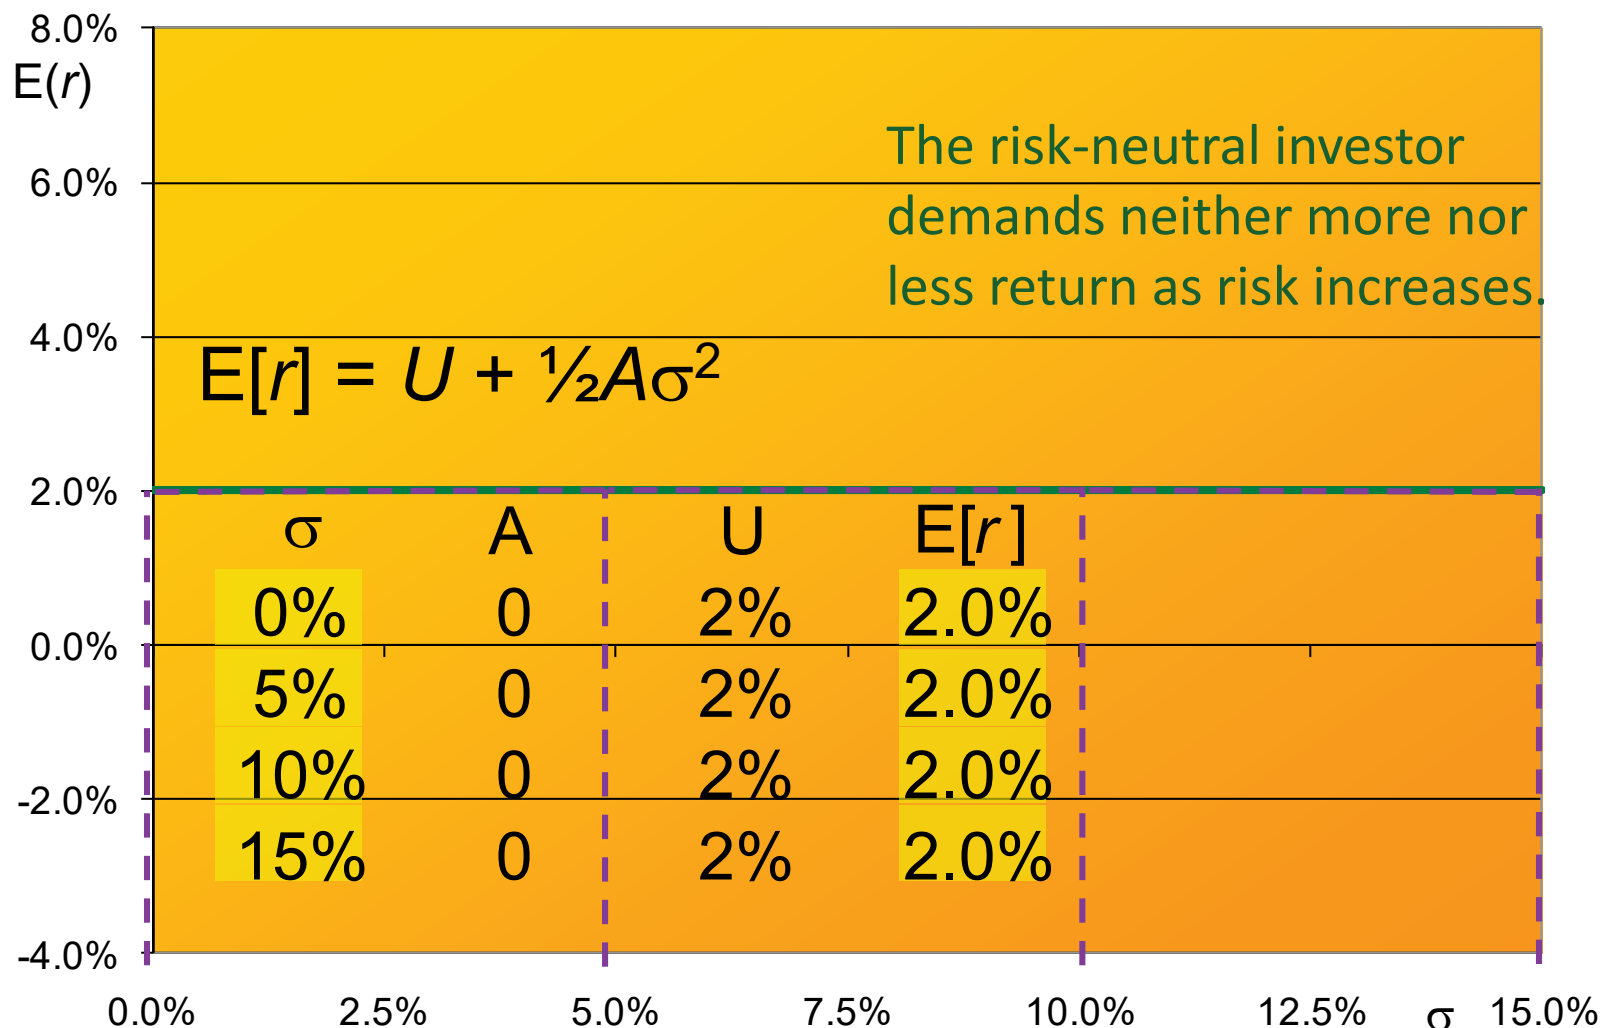 8.0%
E(r)
The risk-neutral investor
6.0%
demands neither more nor
less return as risk increases.
4.0%
E[r] = U + ½Aσ²
2.0%
σ A U E[r]
0% 0 2% 2.0%
0.0%
5% 0 2% 2.0%
10% 0 2% 2.0%
-2.0%
15% 0 2% 2.0%
-4.0%
0.0% 2.5% 5.0% 7.5% 10.0% 12.5% σ 15.0%